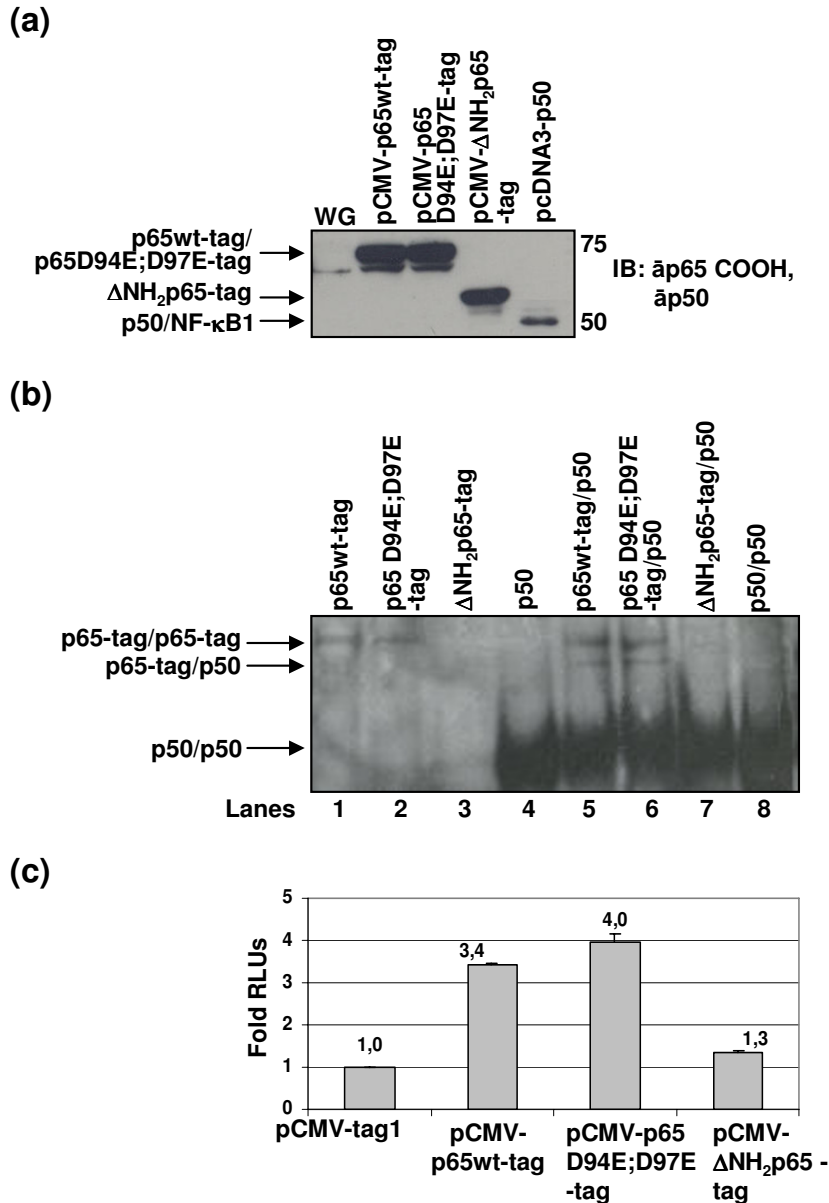 (a)
WG
pCMV-p65wt-tag
pCMV-p65
D94E;D97E-tag
pCMV-ΔNH₂p65
-tag
pcDNA3-p50
p65wt-tag/
p65D94E;D97E-tag
ΔNH₂p65-tag
p50/NF-κB1
75
50
IB: āp65 COOH,
āp50
(b)
p65wt-tag
p65 D94E;D97E
-tag
ΔNH₂p65-tag
p50
p65wt-tag/p50
p65 D94E;D97E
-tag/p50
ΔNH₂p65-tag/p50
p50/p50
p65-tag/p65-tag
p65-tag/p50
p50/p50
Lanes 1 2 3 4 5 6 7 8
(c)
Fold RLUs
5
4
3
2
1
0
1,0
3,4
4,0
1,3
pCMV-tag1
pCMV-
p65wt-tag
pCMV-p65
D94E;D97E
-tag
pCMV-
ΔNH₂p65 -
tag